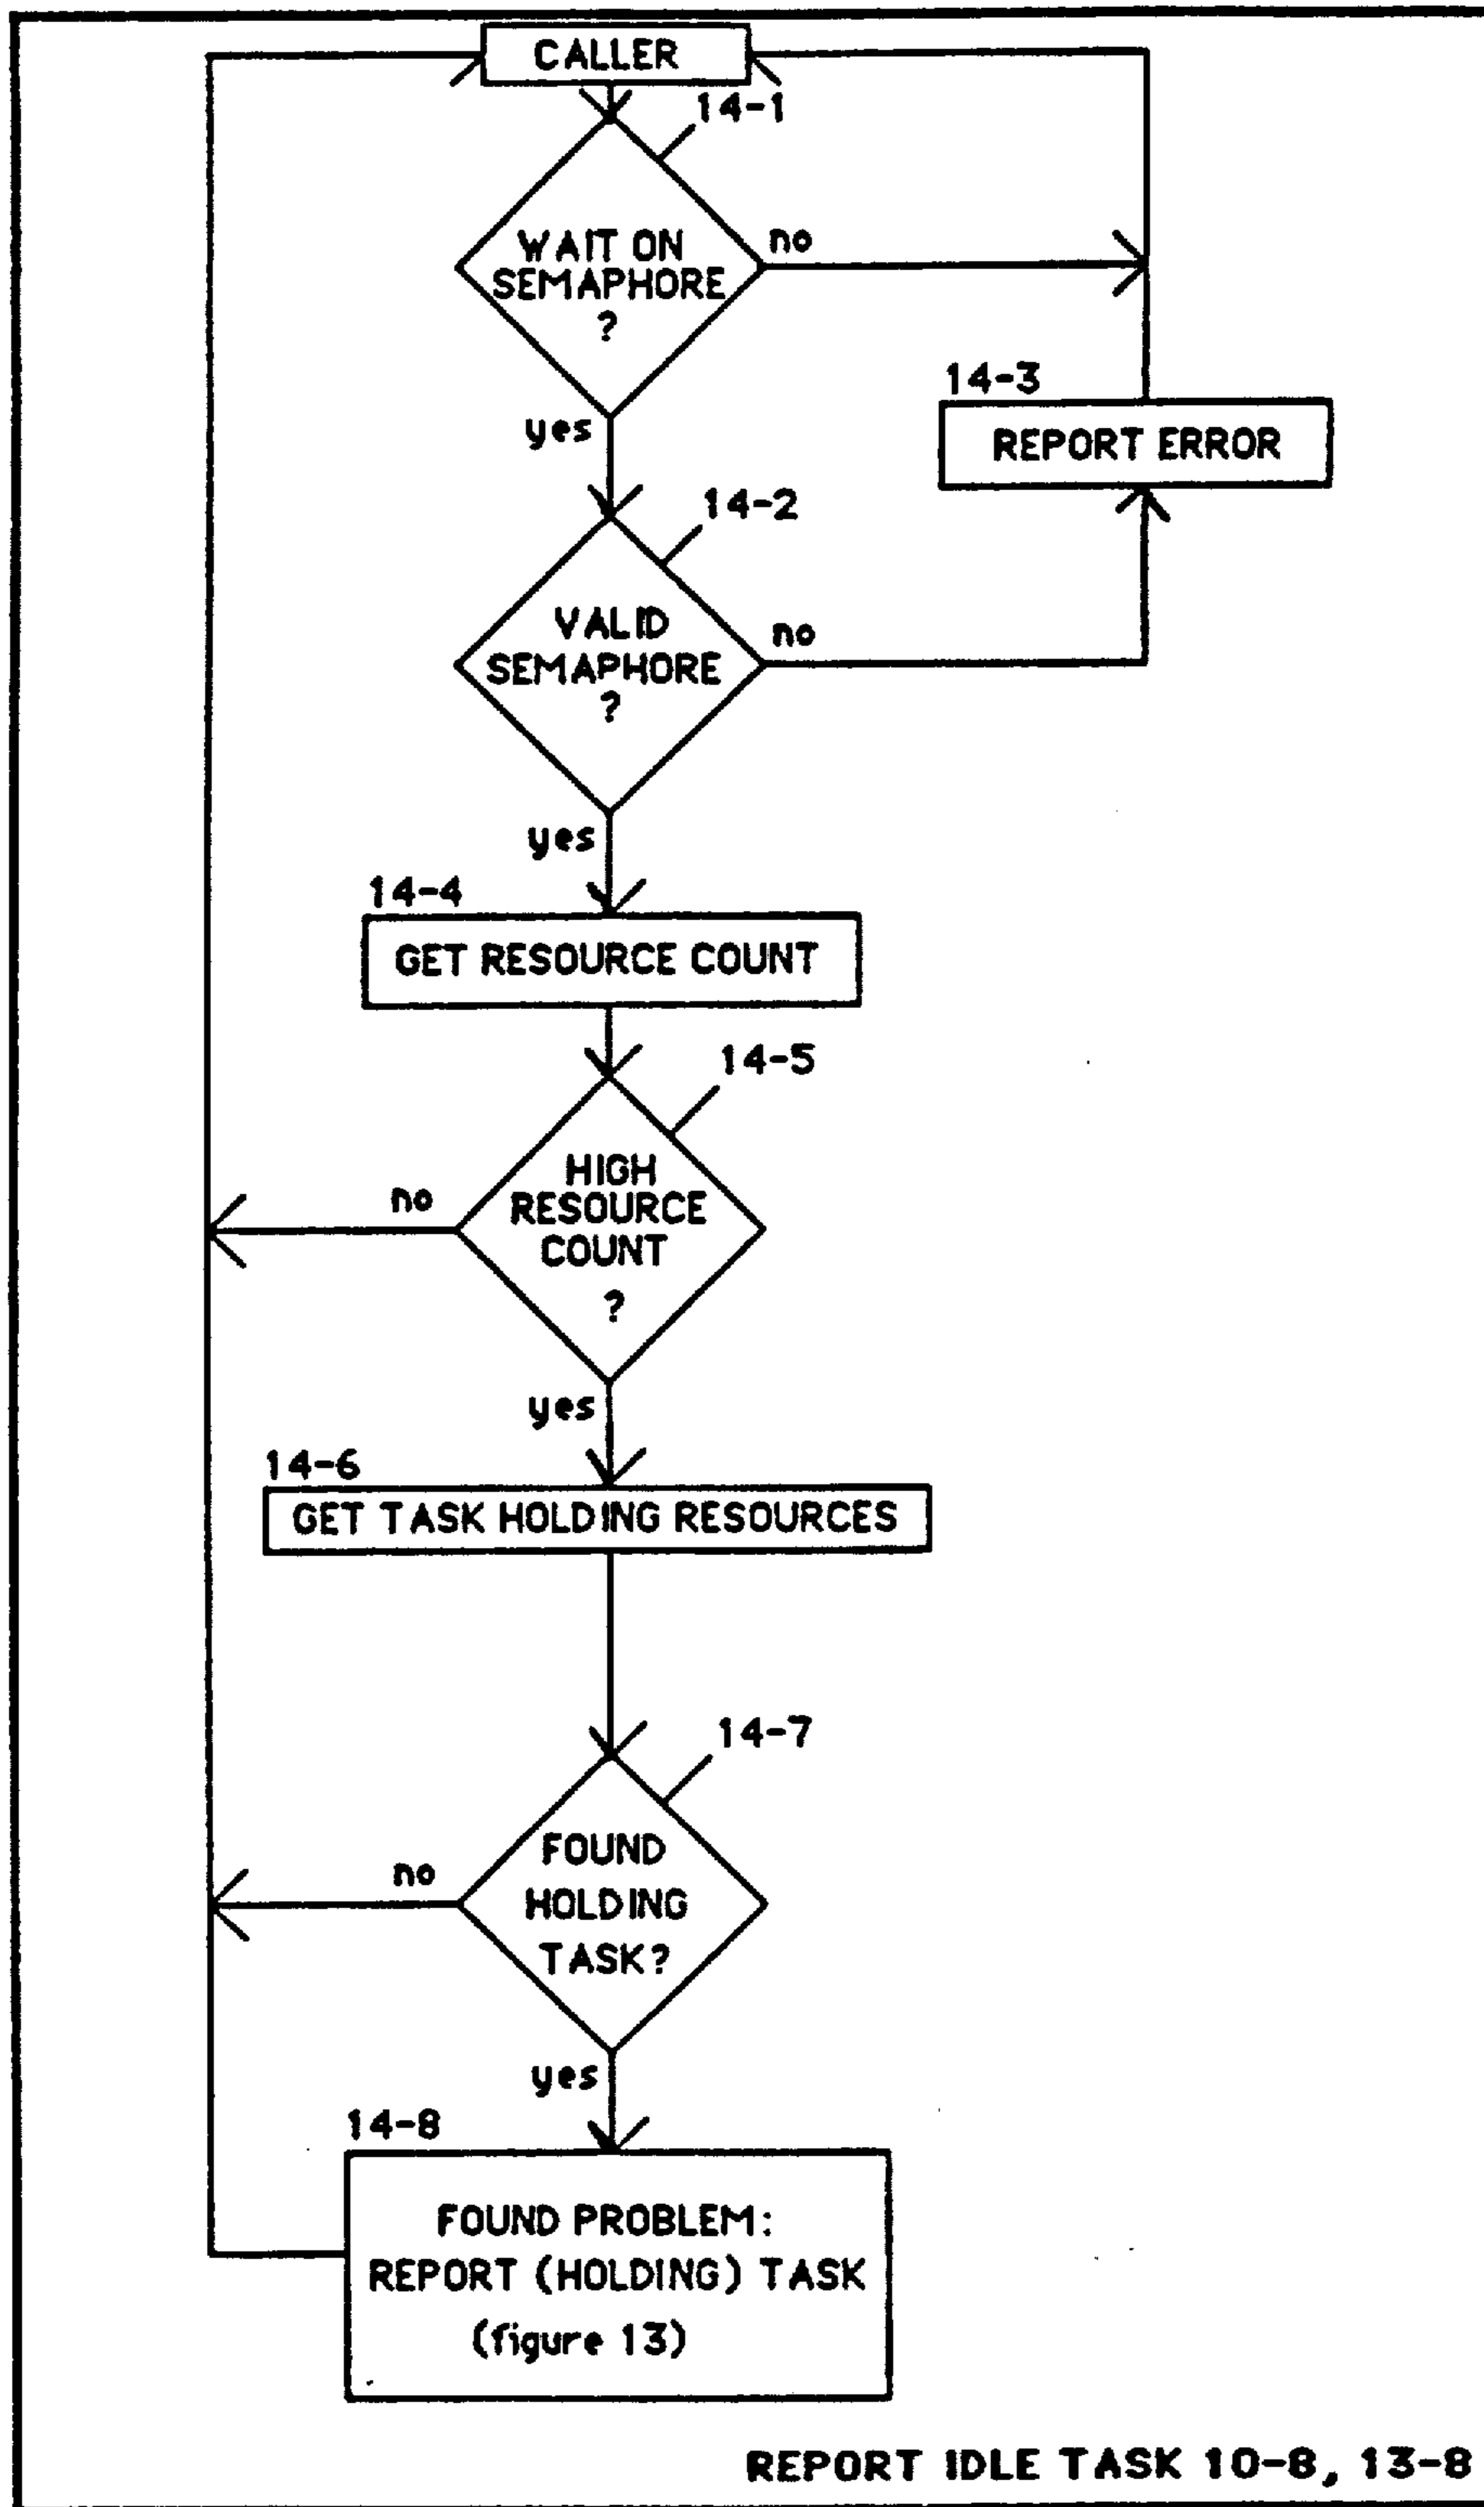 CALLER
14-1
WAIT ON
SEMAPHORE
?
no
yes
14-3
REPORT ERROR
14-2
VALID
SEMAPHORE
?
no
yes
14-4
GET RESOURCE COUNT
14-5
HIGH
RESOURCE
COUNT
?
no
yes
14-6
GET TASK HOLDING RESOURCES
14-7
FOUND
HOLDING
TASK?
no
yes
14-8
FOUND PROBLEM:
REPORT (HOLDING) TASK
(figure 13)
REPORT IDLE TASK 10-8, 13-8